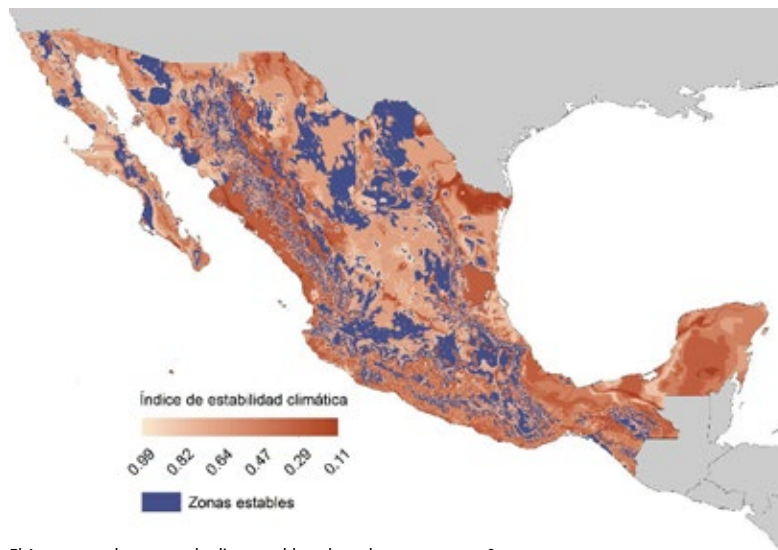 Índice de estabilidad climática
0.99 0.82 0.64 0.47 0.29 0.11
Zonas estables